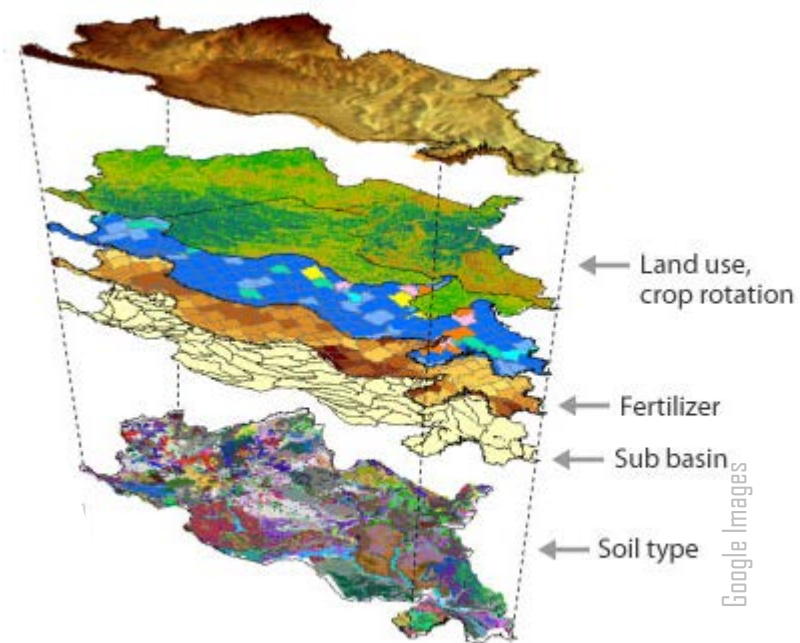 Land use,
crop rotation
Fertilizer
Sub basin
Soil type
Google Images